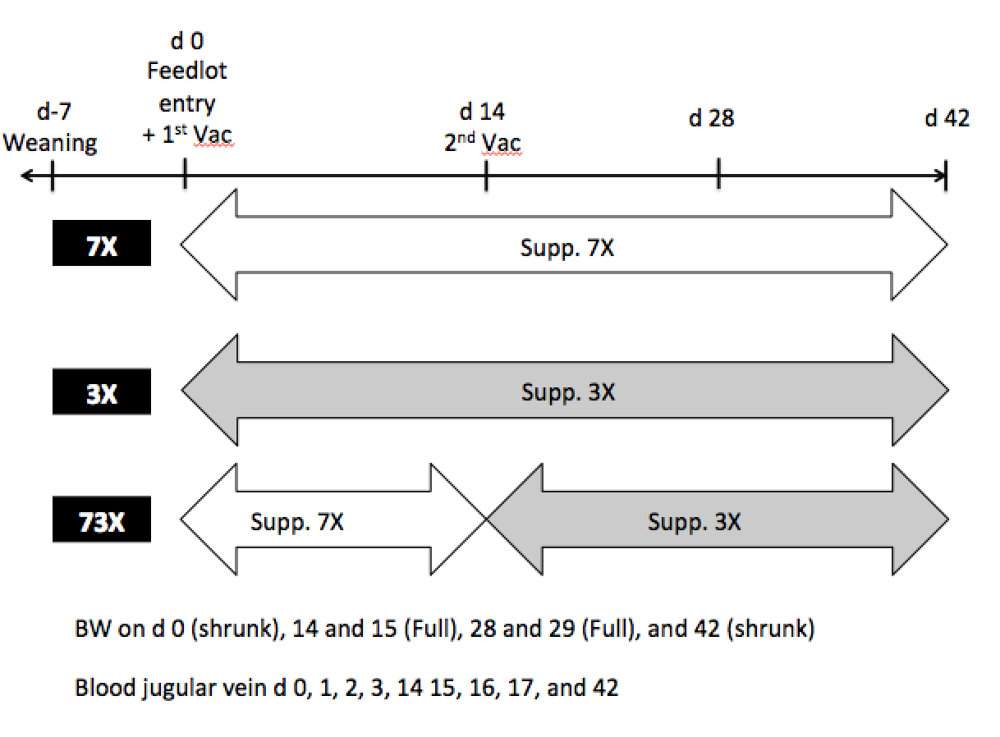 d 0
Feedlot
entry
+ 1st Vac
d-7
Weaning
d 14
2nd Vac
d 28
d 42
7X
Supp. 7X
3X
Supp. 3X
73X
Supp. 7X
Supp. 3X
BW on d 0 (shrunk), 14 and 15 (Full), 28 and 29 (Full), and 42 (shrunk)
Blood jugular vein d 0, 1, 2, 3, 14 15, 16, 17, and 42